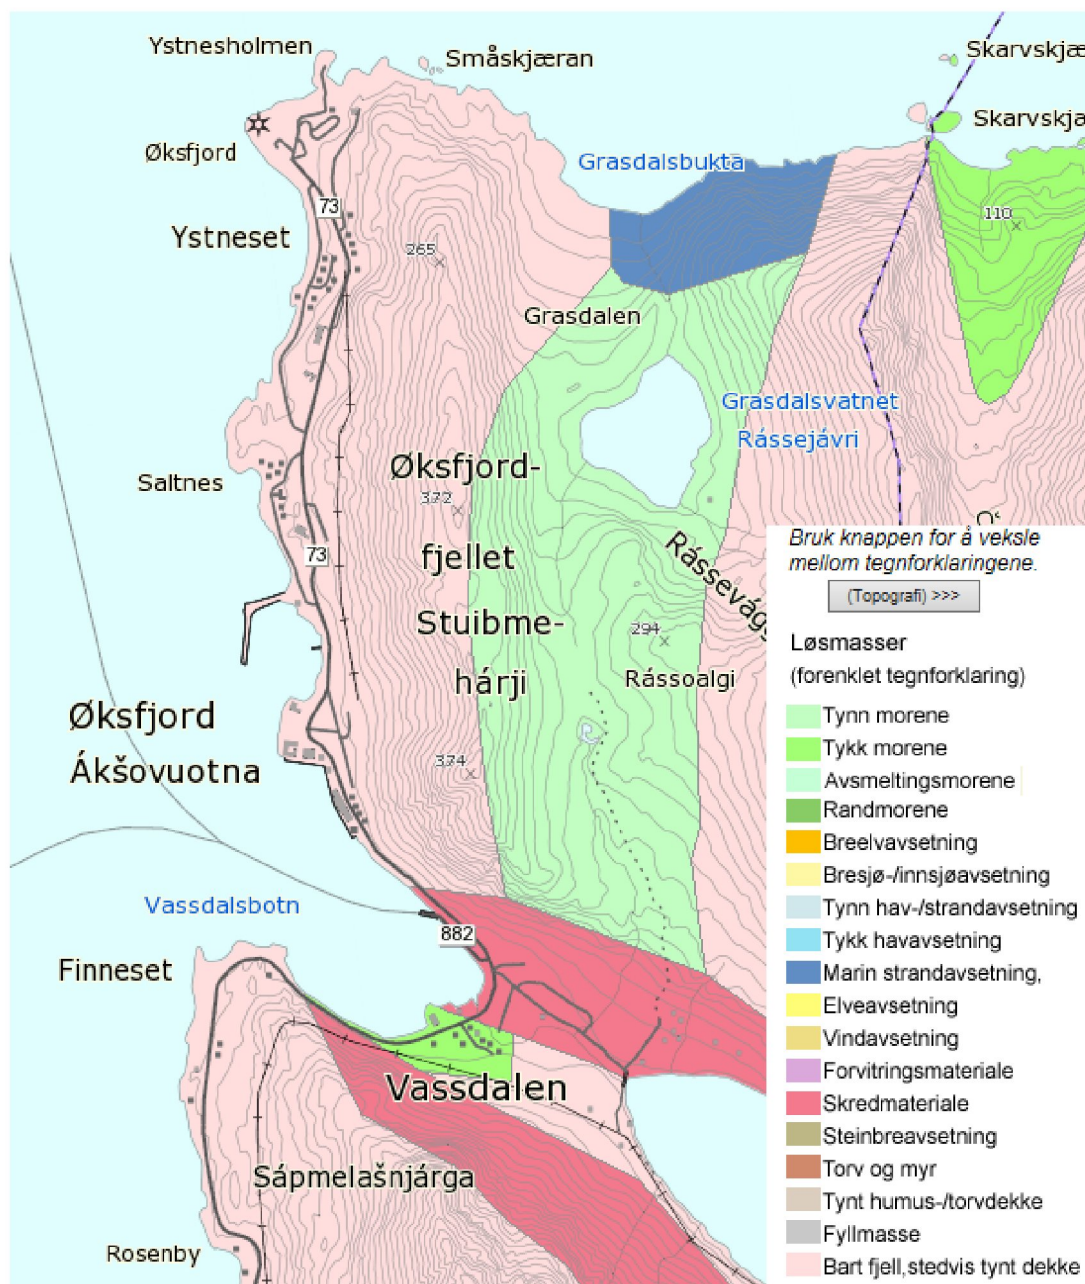 Ystnesholmen
Småskjæran
Skarvskjæ
Skarvskjæ
Øksfjord
Grasdalsbukta
73
Ystneset
110
265
Grasdalen
Grasdalsvatnet
Rássejávri
Øksfjord-
Saltnes
372
73
fjellet
Stuibme-
hárji
Rássevágg
294
Rássoalgi
Øksfjord
Ákšovuotna
374
Vassdalsbotn
882
Finneset
Vassdalen
Sápmelašnjárga
Rosenby
Bruk knappen for å veksle
mellom tegnforklaringene.
(Topografi) >>>
Løsmasser
(forenklet tegnforklaring)
Tynn morene
Tykk morene
Avsmeltingsmorene
Randmorene
Breelvavsetning
Bresjø-/innsjøavsetning
Tynn hav-/strandavsetning
Tykk havavsetning
Marin strandavsetning,
Elveavsetning
Vindavsetning
Forvitringsmateriale
Skredmateriale
Steinbreavsetning
Torv og myr
Tynt humus-/torvdekke
Fyllmasse
Bart fjell,stedvis tynt dekke